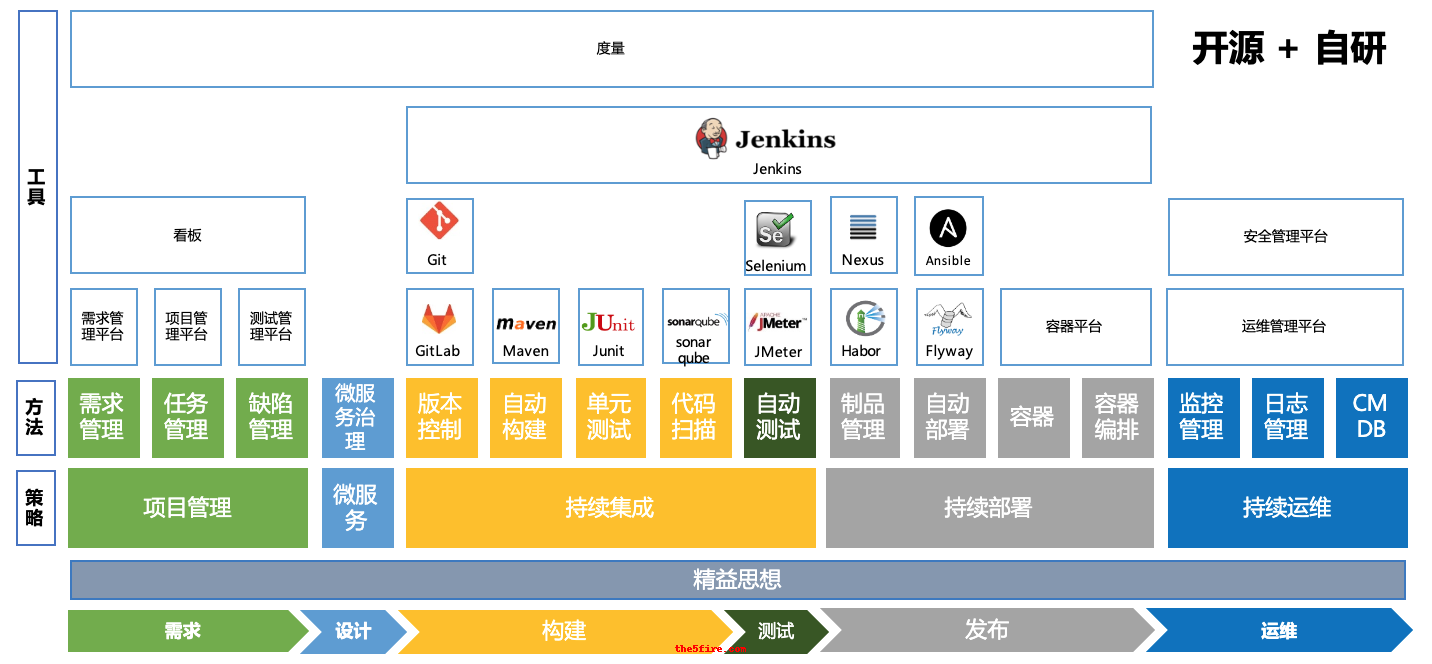 度量
开源 + 自研
Jenkins
Jenkins
工
具
看板
Git
Se
Selenium
Nexus
Ansible
安全管理平台
需求管
理平台
项目管
理平台
测试管
理平台
GitLab
maven
Maven
JUnit
Junit
sonarqube
sonar
qube
APACHE
JMeter™
JMeter
Habor
Flyway
Flyway
容器平台
运维管理平台
方
法
需求
管理
任务
管理
缺陷
管理
微服
务治
理
版本
控制
自动
构建
单元
测试
代码
扫描
自动
测试
制品
管理
自动
部署
容器
容器
编排
监控
管理
日志
管理
CM
DB
策
略
项目管理
微服
务
持续集成
持续部署
持续运维
精益思想
需求
设计
构建
测试
发布
运维